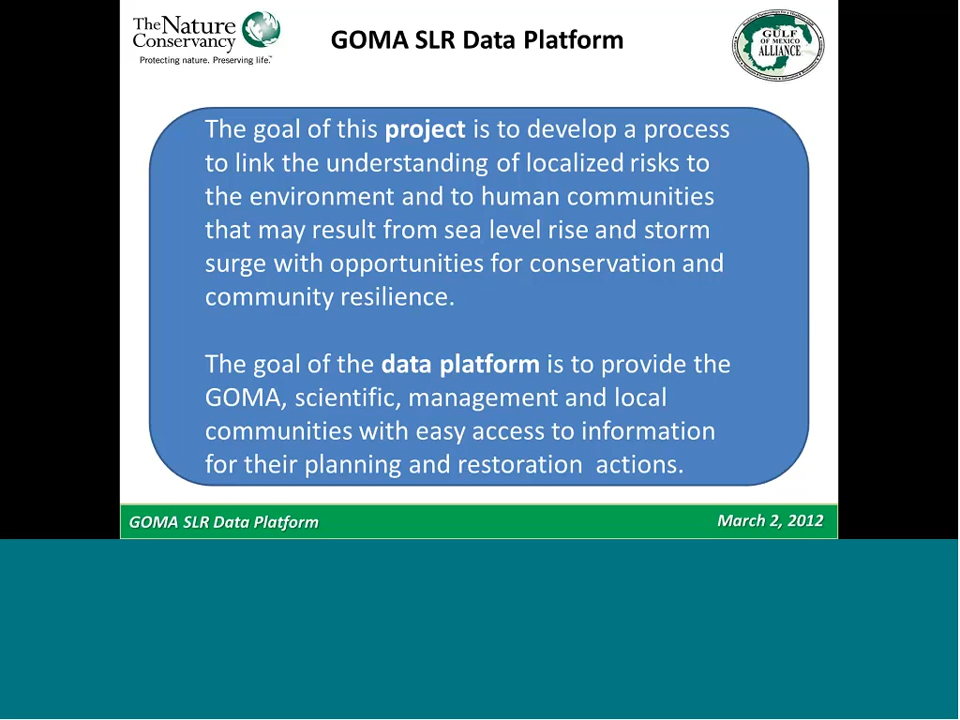 The Nature
Conservancy
Protecting nature. Preserving life.™
GOMA SLR Data Platform
GULF
OF MEXICO
ALLIANCE
The goal of this project is to develop a process
to link the understanding of localized risks to
the environment and to human communities
that may result from sea level rise and storm
surge with opportunities for conservation and
community resilience.
The goal of the data platform is to provide the
GOMA, scientific, management and local
communities with easy access to information
for their planning and restoration actions.
GOMA SLR Data Platform
March 2, 2012